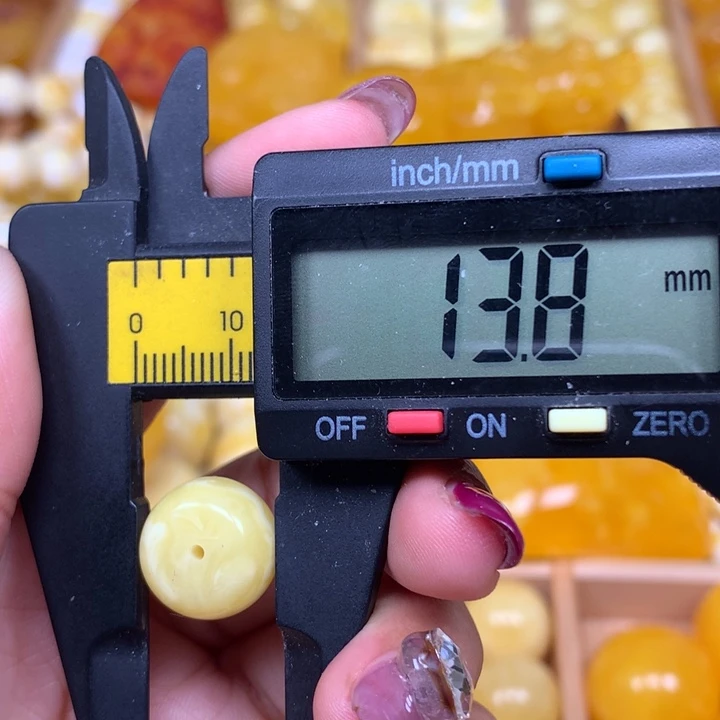 inch/mm
13.8 mm
0 10
OFF ON ZERO